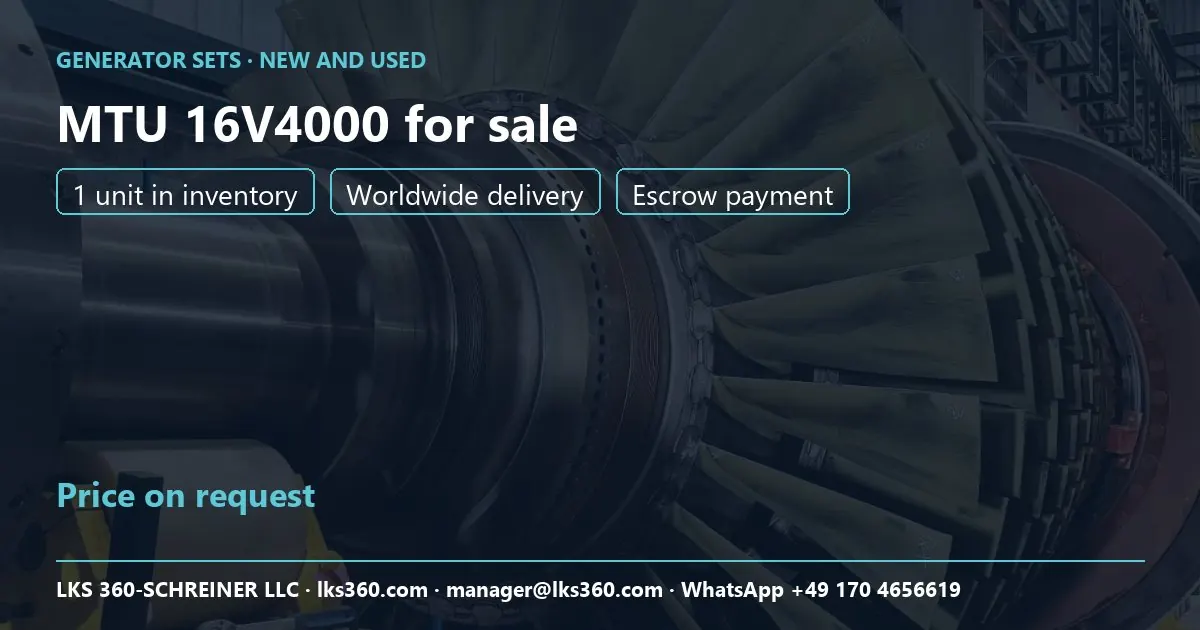 GENERATOR SETS · NEW AND USED
MTU 16V4000 for sale
1 unit in inventory Worldwide delivery Escrow payment
Price on request
LKS 360-SCHREINER LLC · lks360.com · manager@lks360.com · WhatsApp +49 170 4656619